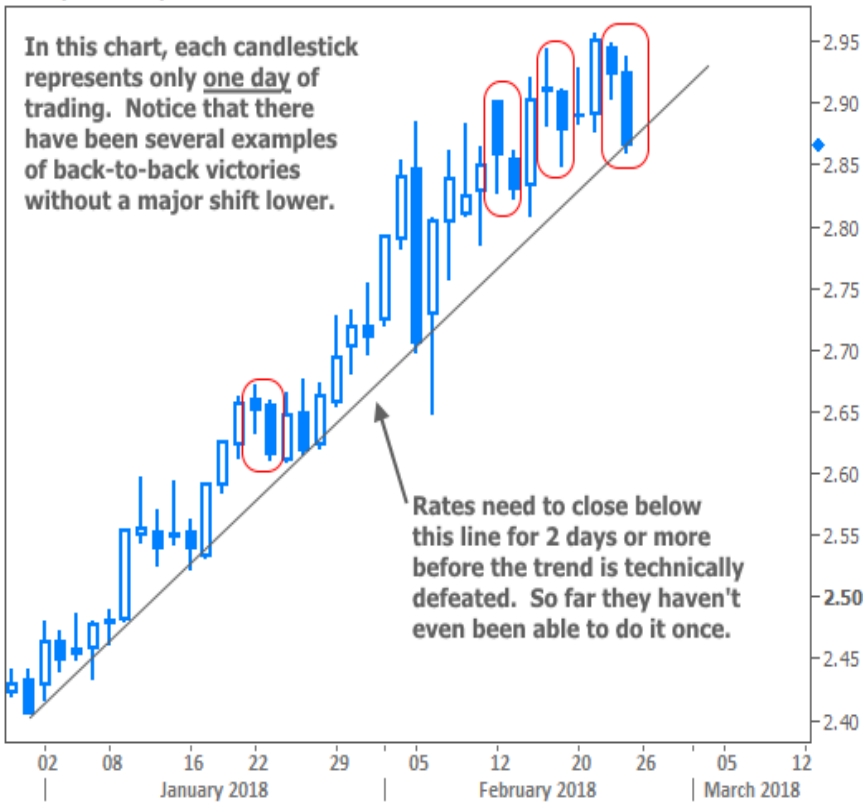 In this chart, each candlestick
represents only one day of
trading. Notice that there
have been several examples
of back-to-back victories
without a major shift lower.
2.95
2.90
2.85
2.80
2.75
2.70
2.65
2.60
2.55
2.50
2.45
2.40
Rates need to close below
this line for 2 days or more
before the trend is technically
defeated. So far they haven't
even been able to do it once.
02 08 16 22 29 05 12 20 26 05 12
January 2018 February 2018 March 2018